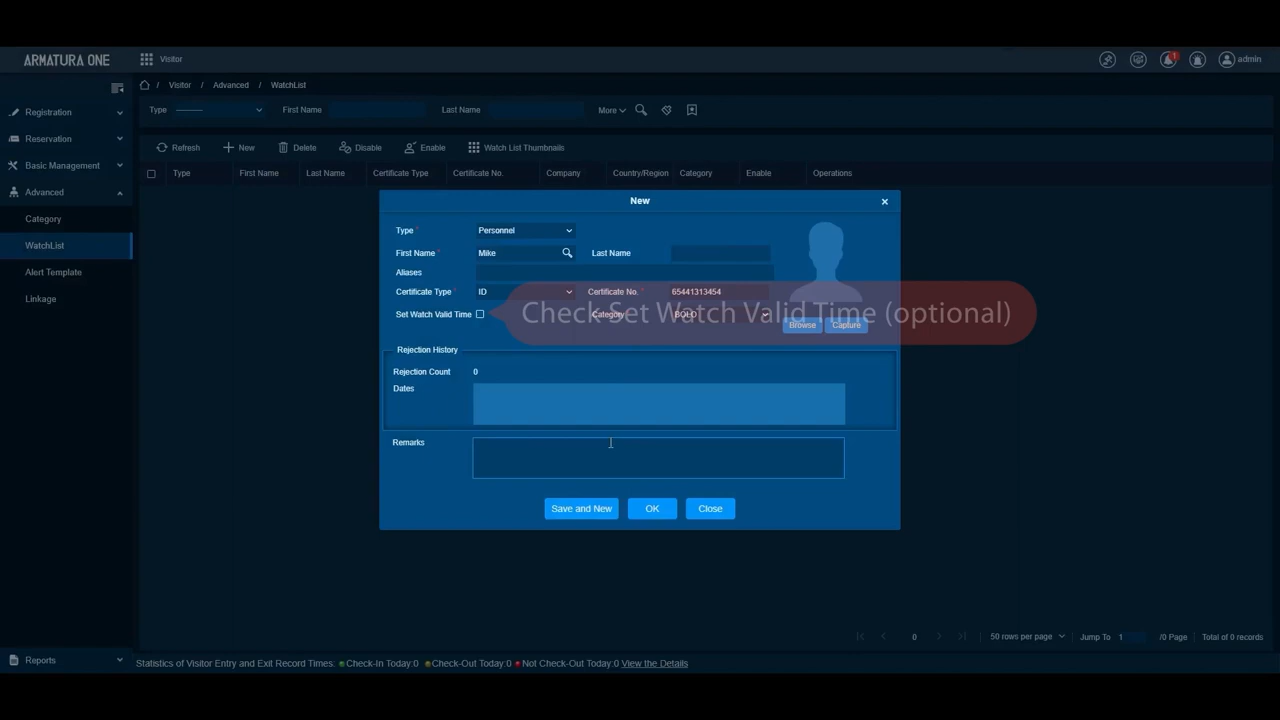 ARMATURA ONE
Visitor
1
admin
/ Visitor / Advanced / WatchList
Registration
Reservation
Basic Management
Advanced
Category
WatchList
Alert Template
Linkage
Reports
Type --------- First Name Last Name More
Refresh New Delete Disable Enable Watch List Thumbnails
Type First Name Last Name Certificate Type Certificate No. Company Country/Region Category Enable Operations
New
Type * Personnel
First Name * Mike Last Name
Aliases
Certificate Type * ID Certificate No. * 65441313454
Set Watch Valid Time Category * BOLO
Check Set Watch Valid Time (optional)
Browse Capture
Rejection History
Rejection Count 0
Dates
Remarks
Save and New OK Close
0 50 rows per page Jump To 1 /0 Page Total of 0 records
Statistics of Visitor Entry and Exit Record Times: Check-In Today:0 Check-Out Today:0 Not Check-Out Today:0 View the Details